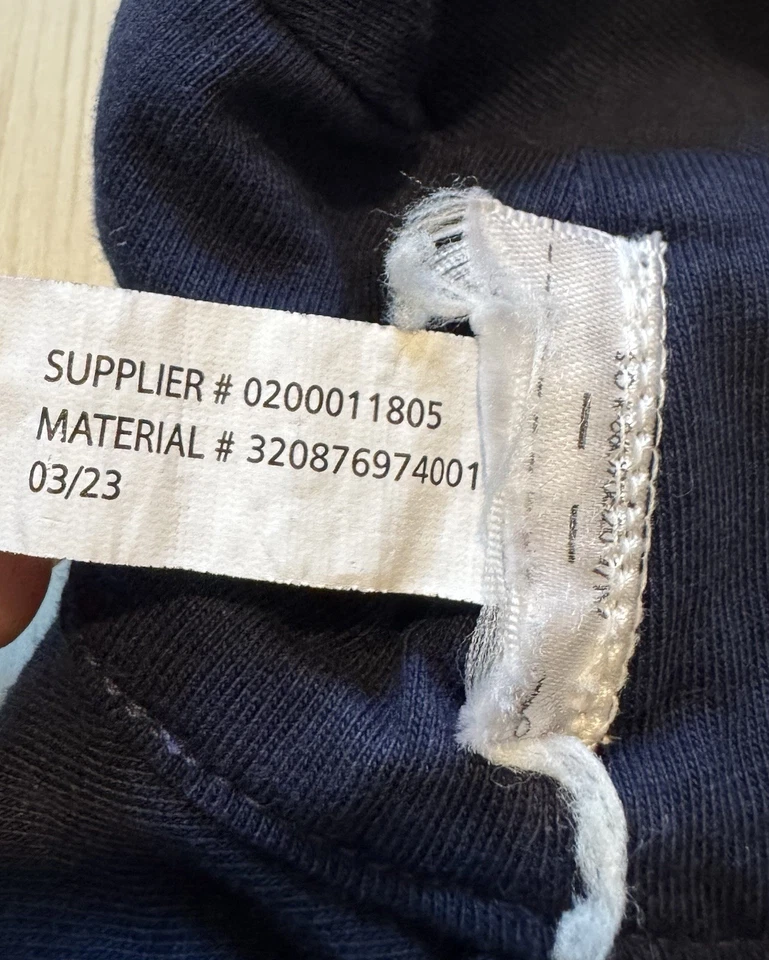 SUPPLIER # 0200011805
MATERIAL # 320876974001
03/23